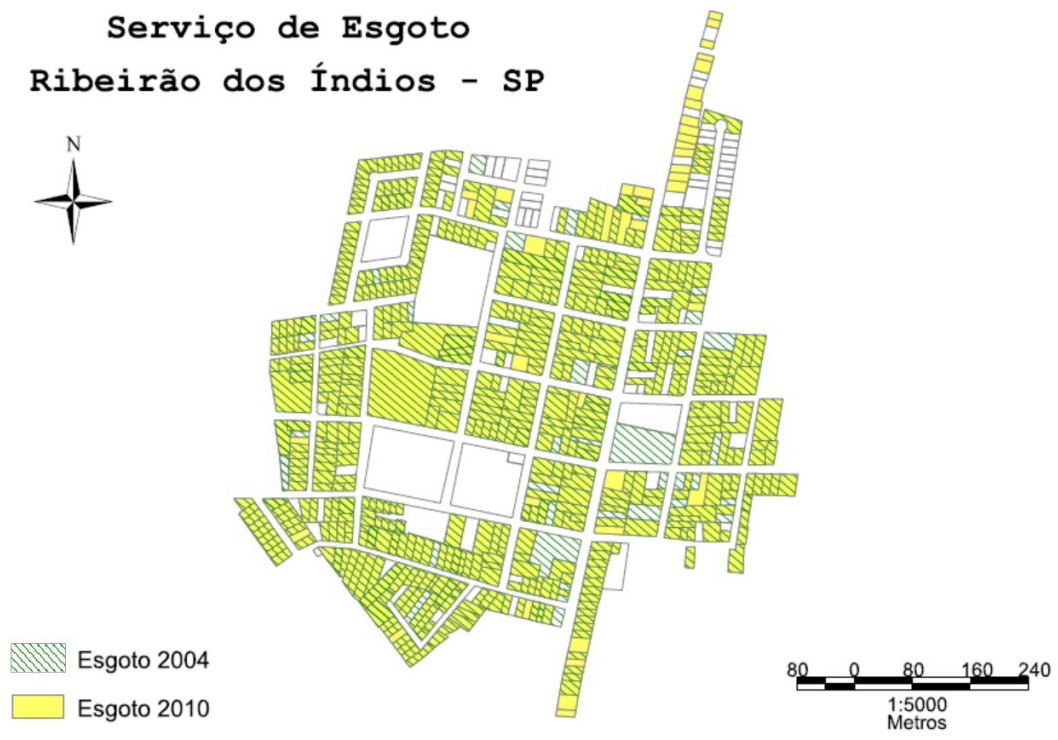 Serviço de Esgoto
Ribeirão dos Índios - SP
N
Esgoto 2004
Esgoto 2010
80 0 80 160 240
1:5000
Metros